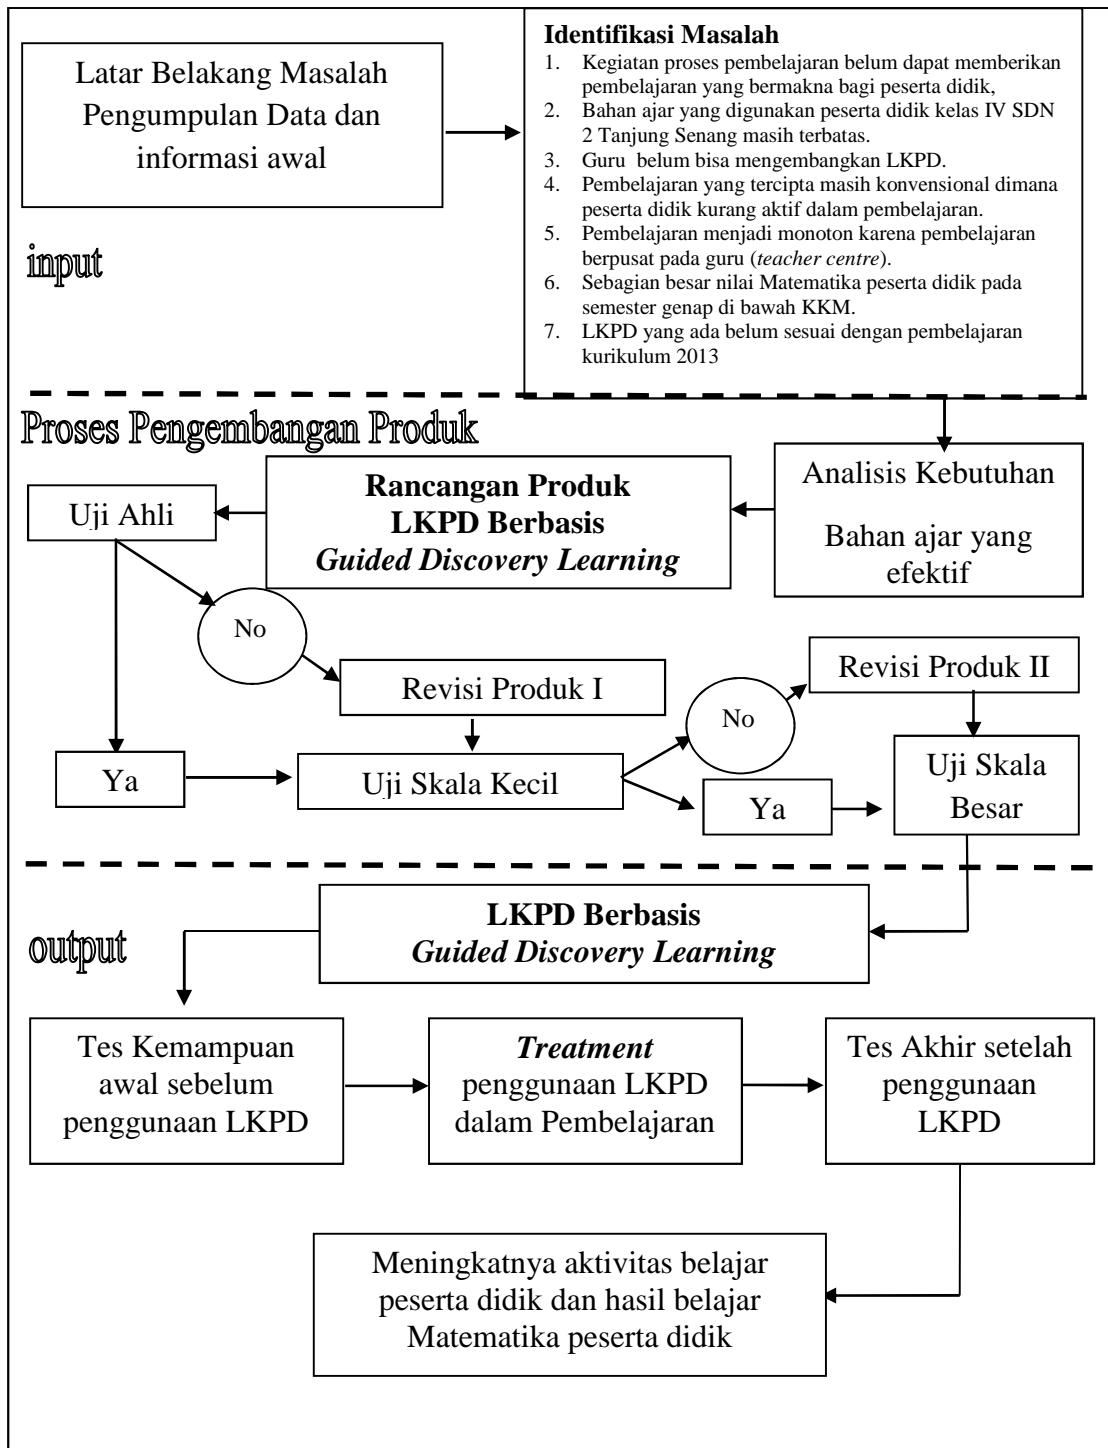 Latar Belakang Masalah
Pengumpulan Data dan
informasi awal
Identifikasi Masalah
1. Kegiatan proses pembelajaran belum dapat memberikan
pembelajaran yang bermakna bagi peserta didik,
2. Bahan ajar yang digunakan peserta didik kelas IV SDN
2 Tanjung Senang masih terbatas.
3. Guru belum bisa mengembangkan LKPD.
4. Pembelajaran yang tercipta masih konvensional dimana
peserta didik kurang aktif dalam pembelajaran.
5. Pembelajaran menjadi monoton karena pembelajaran
berpusat pada guru (teacher centre).
6. Sebagian besar nilai Matematika peserta didik pada
semester genap di bawah KKM.
7. LKPD yang ada belum sesuai dengan pembelajaran
kurikulum 2013
input
Proses Pengembangan Produk
Analisis Kebutuhan
Bahan ajar yang
efektif
Rancangan Produk
LKPD Berbasis
Guided Discovery Learning
Uji Ahli
No
Revisi Produk I
Ya
Uji Skala Kecil
No
Revisi Produk II
Ya
Uji Skala
Besar
output
LKPD Berbasis
Guided Discovery Learning
Tes Kemampuan
awal sebelum
penggunaan LKPD
Treatment
penggunaan LKPD
dalam Pembelajaran
Tes Akhir setelah
penggunaan
LKPD
Meningkatnya aktivitas belajar
peserta didik dan hasil belajar
Matematika peserta didik